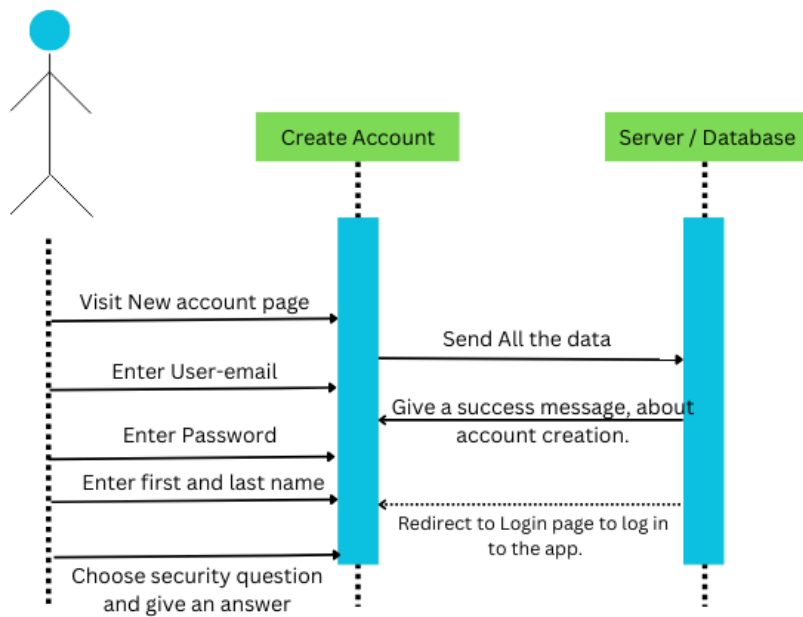 Create Account
Server / Database
Visit New account page
Send All the data
Enter User-email
Give a success message, about
account creation.
Enter Password
Enter first and last name
Redirect to Login page to log in
to the app.
Choose security question
and give an answer